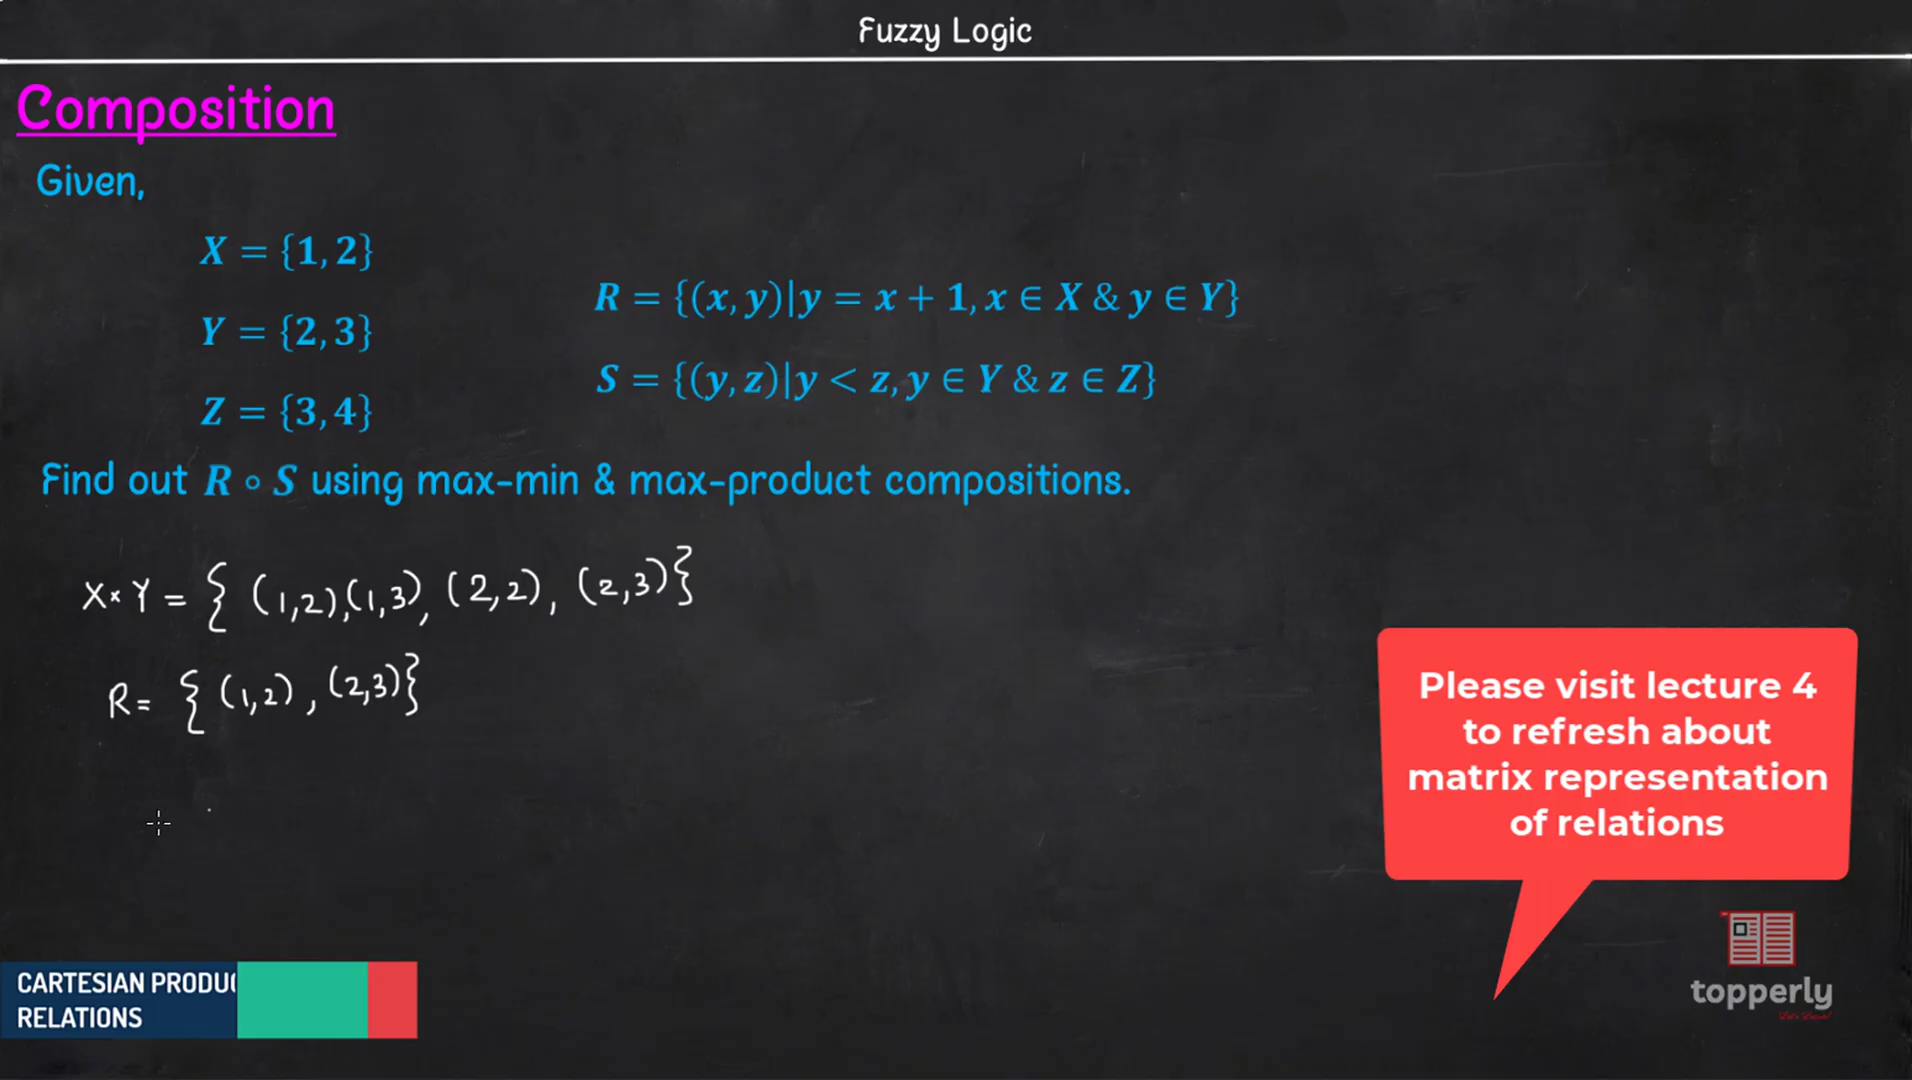 Fuzzy Logic
Composition
Given,
X = {1, 2}
Y = {2, 3}
Z = {3, 4}
R = {(x, y)|y = x + 1, x ∈ X & y ∈ Y}
S = {(y, z)|y < z, y ∈ Y & z ∈ Z}
Find out R ∘ S using max-min & max-product compositions.
X × Y = { (1,2), (1,3), (2,2), (2,3)}
R = { (1,2), (2,3)}
Please visit lecture 4
to refresh about
matrix representation
of relations
CARTESIAN PRODU
RELATIONS
topperly